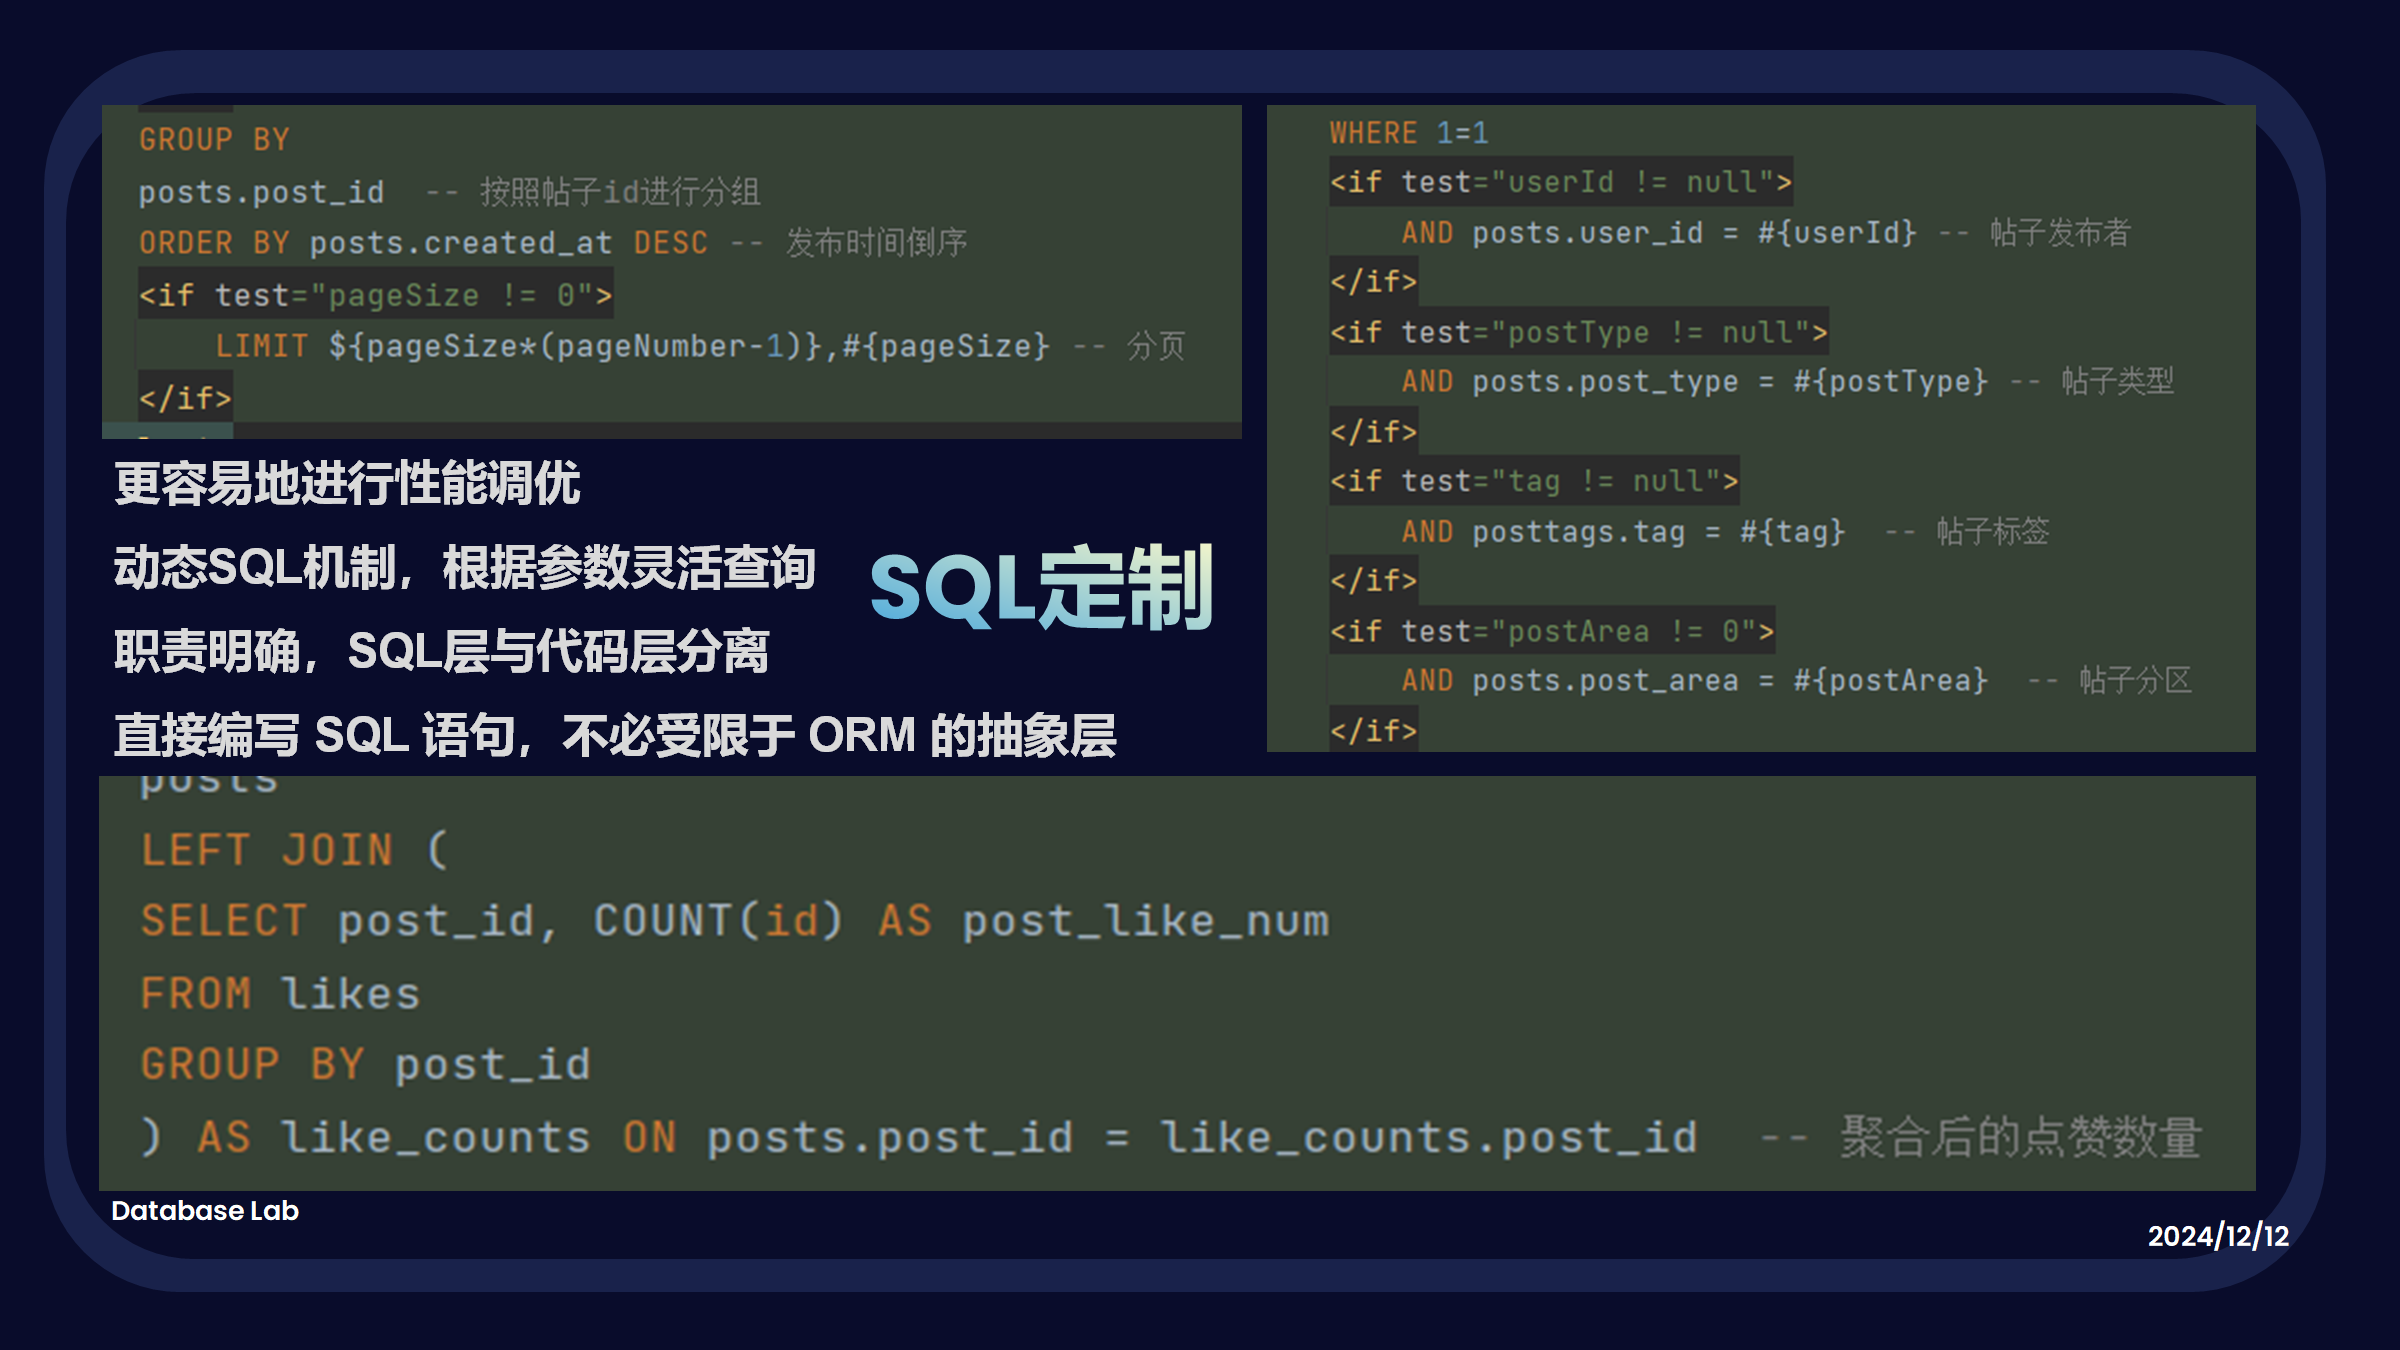 GROUP BY
posts.post_id  -- 按照帖子id进行分组
ORDER BY posts.created_at DESC -- 发布时间倒序
<if test="pageSize != 0">
    LIMIT ${pageSize*(pageNumber-1)},#{pageSize} -- 分页
</if>
WHERE 1=1
<if test="userId != null">
    AND posts.user_id = #{userId} -- 帖子发布者
</if>
<if test="postType != null">
    AND posts.post_type = #{postType} -- 帖子类型
</if>
<if test="tag != null">
    AND posttags.tag = #{tag}  -- 帖子标签
</if>
<if test="postArea != 0">
    AND posts.post_area = #{postArea}  -- 帖子分区
</if>
更容易地进行性能调优
动态SQL机制，根据参数灵活查询
职责明确，SQL层与代码层分离
直接编写 SQL 语句，不必受限于 ORM 的抽象层
SQL定制
posts
LEFT JOIN (
SELECT post_id, COUNT(id) AS post_like_num
FROM likes
GROUP BY post_id
) AS like_counts ON posts.post_id = like_counts.post_id  -- 聚合后的点赞数量
Database Lab
2024/12/12